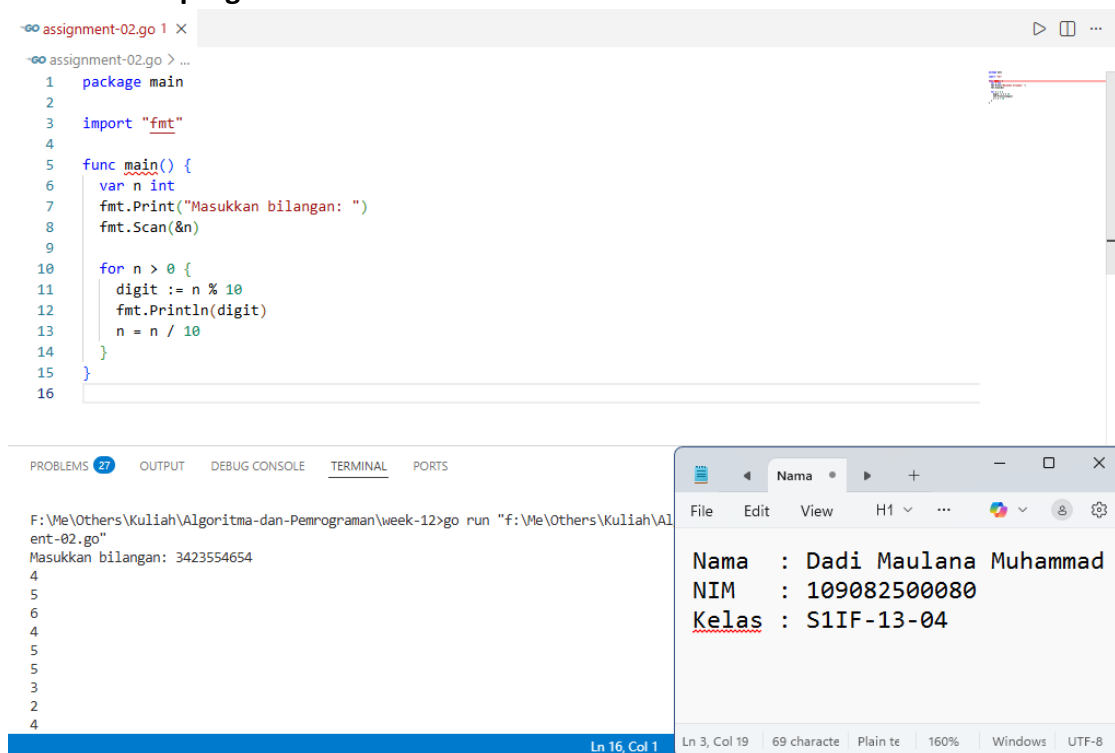 assignment-02.go 1
assignment-02.go > ...
1 package main
2
3 import "fmt"
4
5 func main() {
6 var n int
7 fmt.Print("Masukkan bilangan: ")
8 fmt.Scan(&n)
9
10 for n > 0 {
11 digit := n % 10
12 fmt.Println(digit)
13 n = n / 10
14 }
15 }
16
PROBLEMS 27 OUTPUT DEBUG CONSOLE TERMINAL PORTS
F:\Me\Others\Kuliah\Algoritma-dan-Pemrograman\week-12>go run "f:\Me\Others\Kuliah\Al
ent-02.go"
Masukkan bilangan: 3423554654
4
5
6
4
5
5
3
2
4
Ln 16, Col 1
Nama
File Edit View H1 ...
Nama : Dadi Maulana Muhammad
NIM : 109082500080
Kelas : S1IF-13-04
Ln 3, Col 19 69 characte Plain te 160% Windows UTF-8